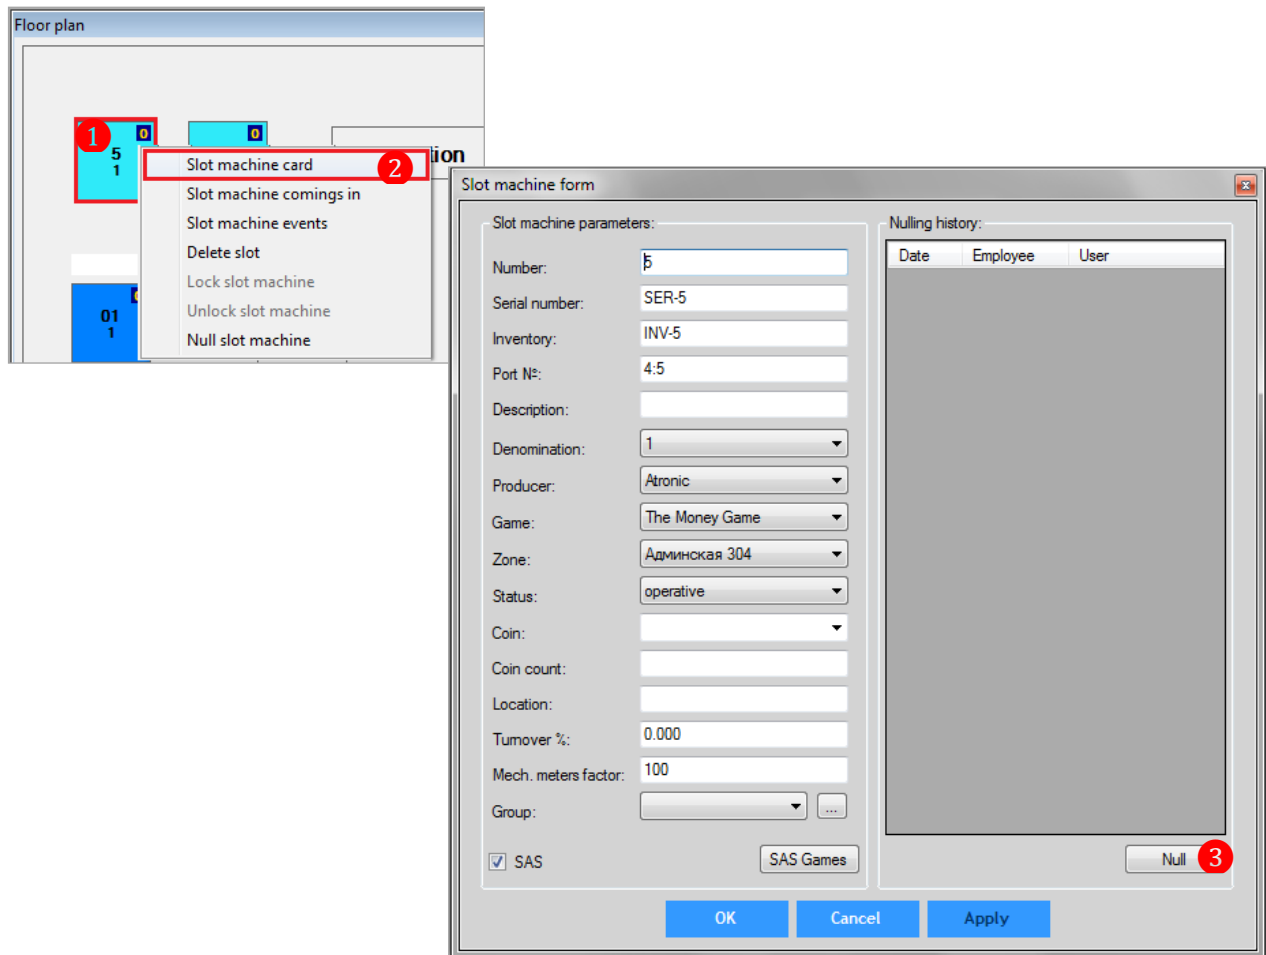 Floor plan
1
0
0
5
1
tion
Slot machine card
2
Slot machine comings in
Slot machine events
Delete slot
Lock slot machine
Unlock slot machine
Null slot machine
01
1
Slot machine form
Slot machine parameters:
Number: 5
Serial number: SER-5
Inventory: INV-5
Port Nº: 4:5
Description:
Denomination: 1
Producer: Atronic
Game: The Money Game
Zone: Админская 304
Status: operative
Coin:
Coin count:
Location:
Turnover %: 0.000
Mech. meters factor: 100
Group: ...
SAS
SAS Games
Nulling history:
Date Employee User
Null
3
OK Cancel Apply